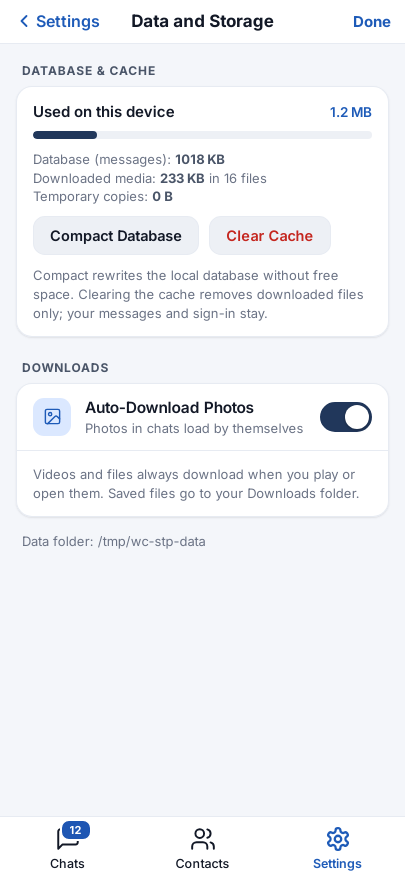 Settings
Data and Storage
Done
DATABASE & CACHE
Used on this device
1.2 MB
Database (messages): 1018 KB
Downloaded media: 233 KB in 16 files
Temporary copies: 0 B
Compact Database
Clear Cache
Compact rewrites the local database without free
space. Clearing the cache removes downloaded files
only; your messages and sign-in stay.
DOWNLOADS
Auto-Download Photos
Photos in chats load by themselves
Videos and files always download when you play or
open them. Saved files go to your Downloads folder.
Data folder: /tmp/wc-stp-data
12
Chats
Contacts
Settings